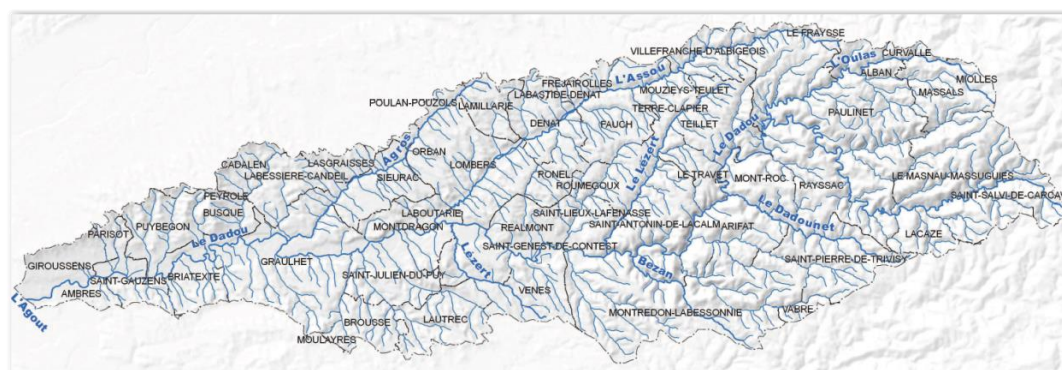 LE FRAYSSE
VILLEFRANCHE-D'ALBIGEOIS
CURVALLE
L'Oulas
ALBAN
MIOLLES
L'Assou
FREJAIROLLES
MOUZIEYS-TEULET
MASSALS
LABASTIDE-DENAT
POULAN-POUZOLS
LAMILLARIE
TERRE-CLAPIER
PAULINET
DENAT
FAUCH
TEILLET
Le Dadou
Agros
ORBAN
CADALEN
LASGRAISSES
LOMBERS
Le Lézert
LABESSIERE-CANDEIL
SIEURAC
RONEL
LE TRAVET
MONT-ROC
LE MASNAU-MASSUGUIES
ROUMEGOUX
RAYSSAC
PEYROLE
SAINT-SALVI-DE-CARCAV
BUSQUE
LABOUTARIE
SAINT-LIEUX-LAFENASSE
Le Dadounet
PUYBEGON
MONTDRAGON
REALMONT
SAINT-ANTONIN-DE-LACALM
ARIFAT
PARISOT
Le Dadou
LACAZE
SAINT-GENEST-DE-CONTEST
GIROUSSENS
GRAULHET
Lézert
Bezan
SAINT-PIERRE-DE-TRIVISY
SAINT-GAUZENS
BRIATEXTE
SAINT-JULIEN-DU-PUY
AMBRES
VENES
L'Agout
VABRE
MONTREDON-LABESSONNIE
BROUSSE
LAUTREC
MOULAYRES